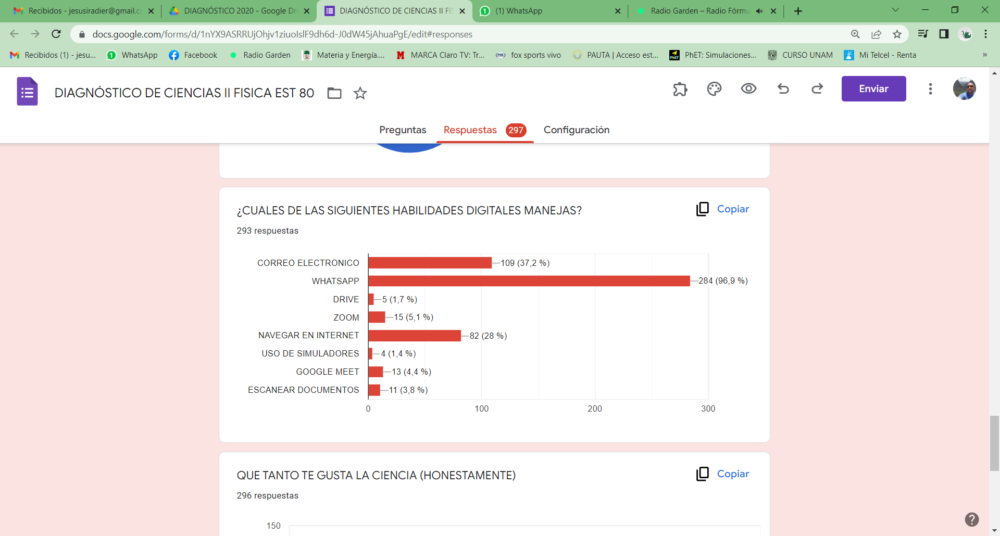 Recibidos - jesusiradier@gmail.co
DIAGNÓSTICO 2020 - Google Dri
DIAGNÓSTICO DE CIENCIAS II FIS
(1) WhatsApp
Radio Garden – Radio Fórmu
docs.google.com/forms/d/1nYX9ASRRUjOhjv1ziuoIslF9dh6d-J0dW45jAhuaPgE/edit#responses
Recibidos (1) - jesu...
WhatsApp
Facebook
Radio Garden
Materia y Energía....
MARCA Claro TV: Tr...
fox sports vivo
PAUTA | Acceso est...
PhET: Simulaciones...
CURSO UNAM
Mi Telcel - Renta
»
DIAGNÓSTICO DE CIENCIAS II FISICA EST 80
Enviar
Preguntas
Respuestas 297
Configuración
¿CUALES DE LAS SIGUIENTES HABILIDADES DIGITALES MANEJAS?
Copiar
293 respuestas
CORREO ELECTRONICO 109 (37,2 %)
WHATSAPP 284 (96,9 %)
DRIVE 5 (1,7 %)
ZOOM 15 (5,1 %)
NAVEGAR EN INTERNET 82 (28 %)
USO DE SIMULADORES 4 (1,4 %)
GOOGLE MEET 13 (4,4 %)
ESCANEAR DOCUMENTOS 11 (3,8 %)
0 100 200 300
QUE TANTO TE GUSTA LA CIENCIA (HONESTAMENTE)
Copiar
296 respuestas
150